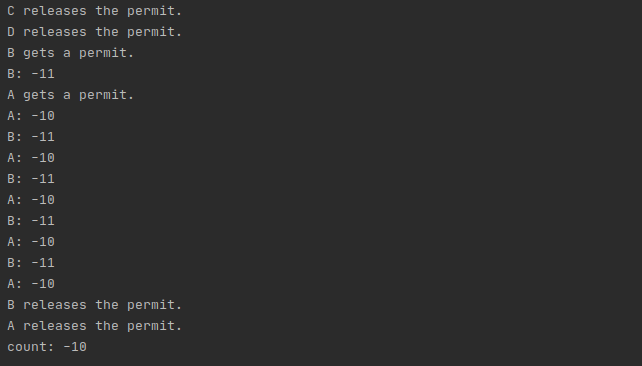 C releases the permit.
D releases the permit.
B gets a permit.
B: -11
A gets a permit.
A: -10
B: -11
A: -10
B: -11
A: -10
B: -11
A: -10
B: -11
A: -10
B releases the permit.
A releases the permit.
count: -10